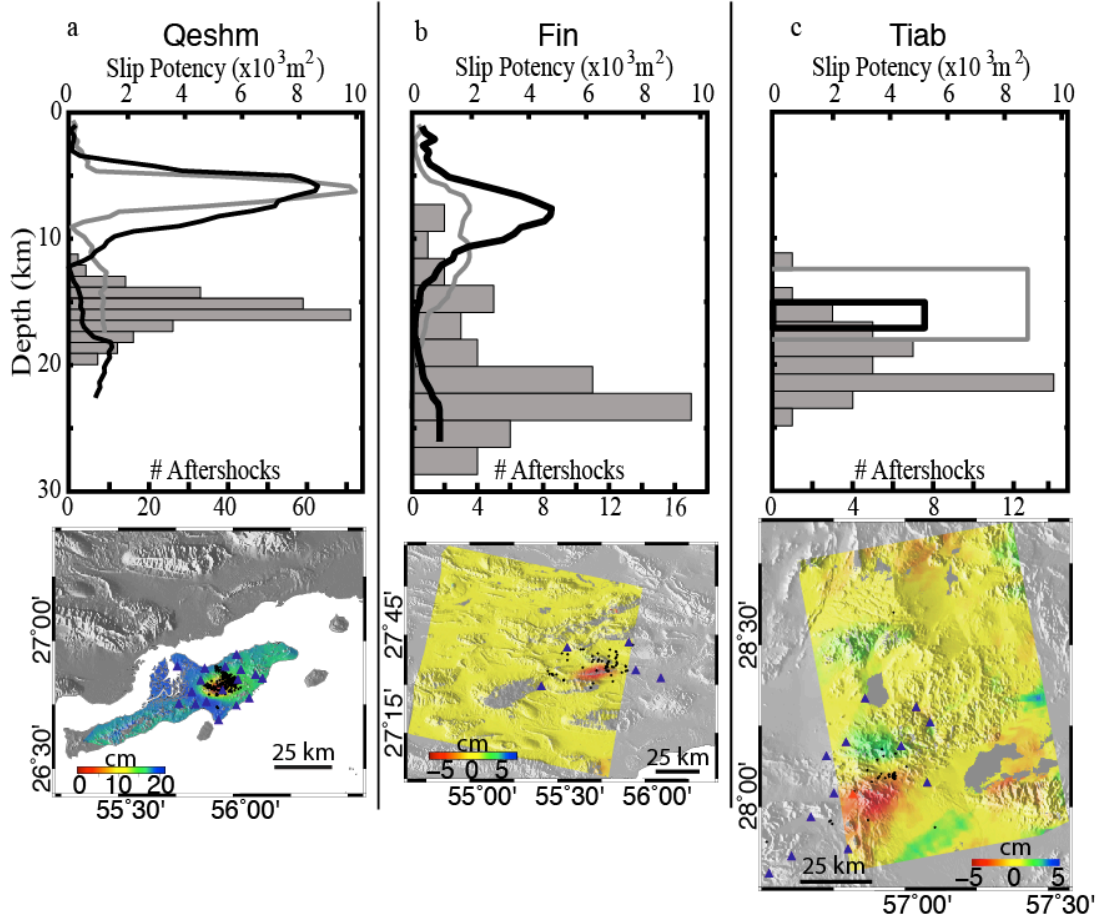 a
Qeshm
Slip Potency (x10³m²)
0 2 4 6 8 10
0
10
20
30
Depth (km)
# Aftershocks
0 20 40 60
27°00'
26°30'
cm
0 10 20
25 km
55°30' 56°00'
b
Fin
Slip Potency (x10³m²)
0 2 4 6 8 10
# Aftershocks
0 4 8 12 16
27°45'
27°15'
cm
−5 0 5
25 km
55°00' 55°30' 56°00'
c
Tiab
Slip Potency (x10³m²)
0 2 4 6 8 10
# Aftershocks
0 4 8 12
28°30'
28°00'
25 km
cm
−5 0 5
57°00' 57°30'